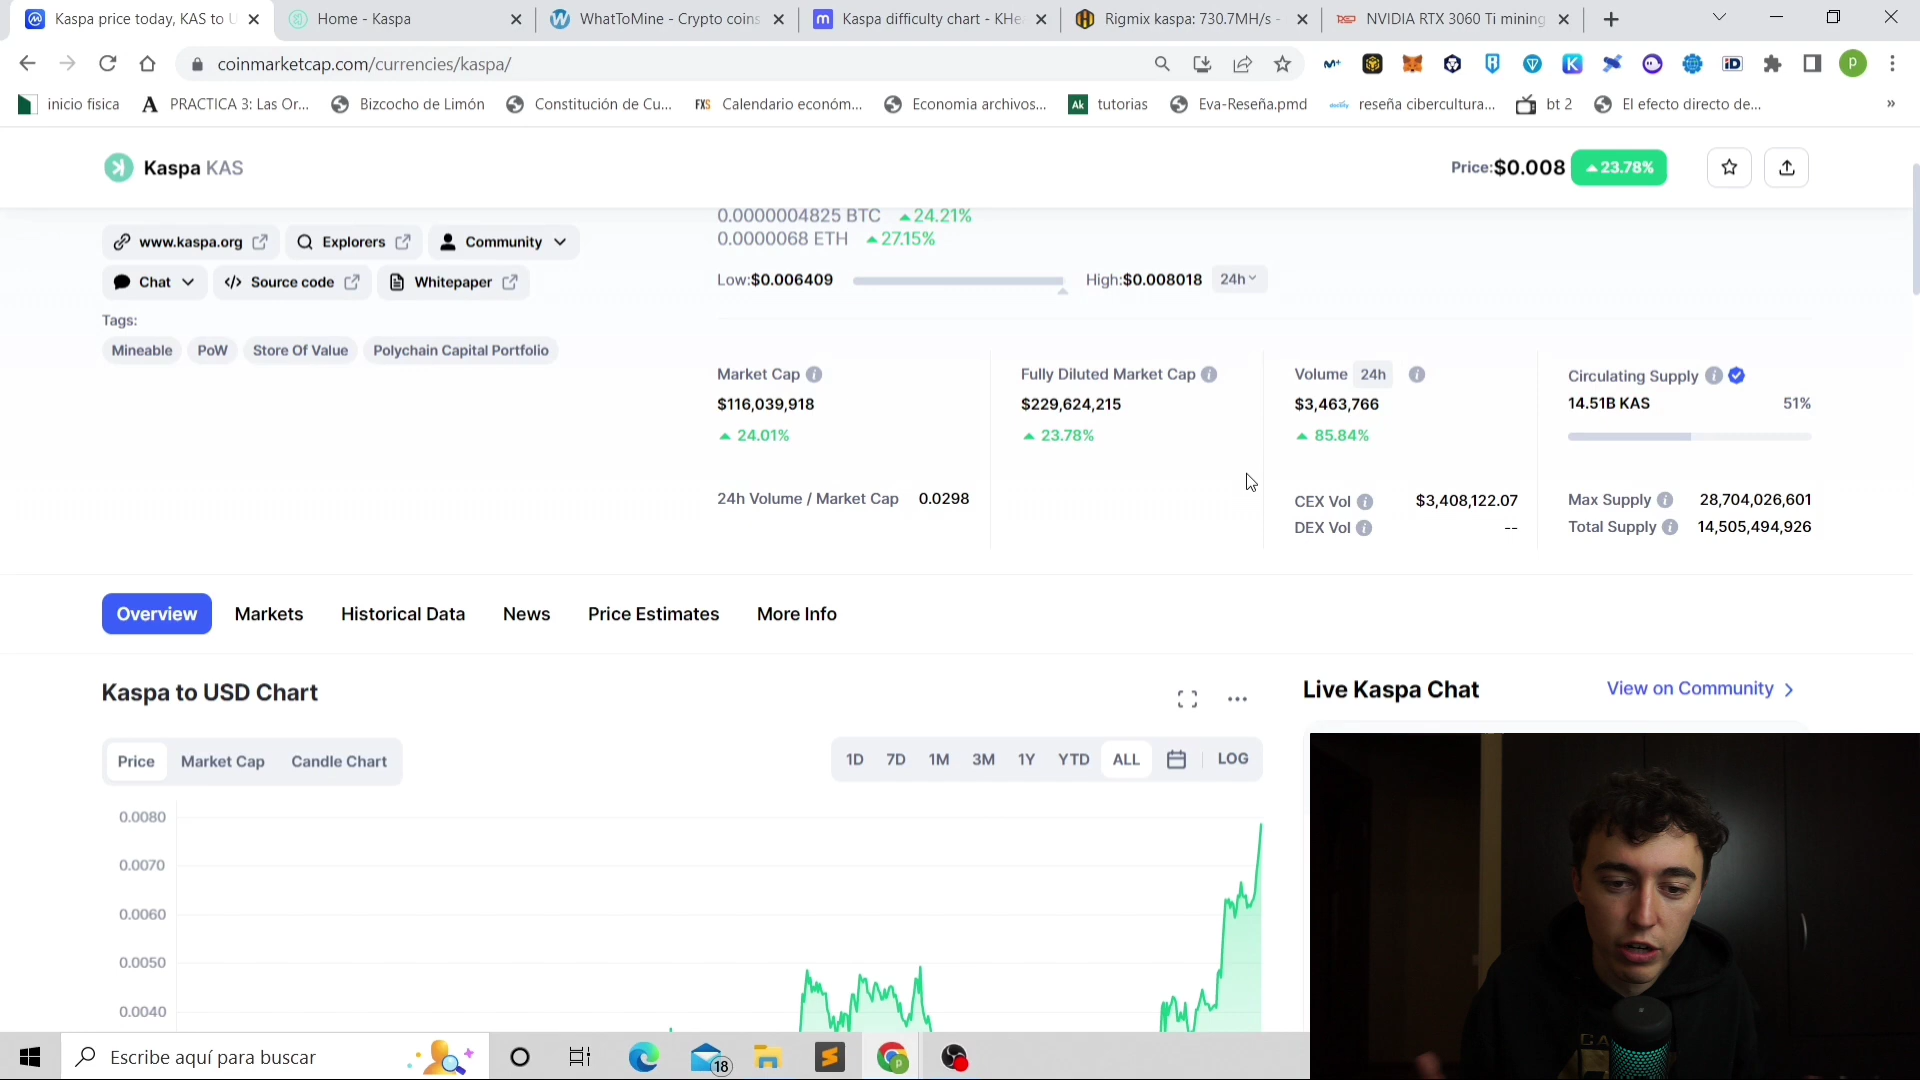 Kaspa price today, KAS to U
Home - Kaspa
WhatToMine - Crypto coins
Kaspa difficulty chart - KHea
Rigmix kaspa: 730.7MH/s -
NVIDIA RTX 3060 Ti mining
coinmarketcap.com/currencies/kaspa/
inicio fisica
PRACTICA 3: Las Or...
Bizcocho de Limón
Constitución de Cu...
Calendario económ...
Economia archivos...
tutorias
Eva-Reseña.pmd
reseña cibercultura...
bt 2
El efecto directo de...
Kaspa KAS
Price:$0.008
23.78%
0.0000004825 BTC 24.21%
0.0000068 ETH 27.15%
www.kaspa.org
Explorers
Community
Chat
Source code
Whitepaper
Low:$0.006409
High:$0.008018
24h
Tags:
Mineable
PoW
Store Of Value
Polychain Capital Portfolio
Market Cap
$116,039,918
24.01%
24h Volume / Market Cap 0.0298
Fully Diluted Market Cap
$229,624,215
23.78%
Volume 24h
$3,463,766
85.84%
CEX Vol $3,408,122.07
DEX Vol --
Circulating Supply
14.51B KAS 51%
Max Supply 28,704,026,601
Total Supply 14,505,494,926
Overview
Markets
Historical Data
News
Price Estimates
More Info
Kaspa to USD Chart
Live Kaspa Chat
View on Community
Price
Market Cap
Candle Chart
1D
7D
1M
3M
1Y
YTD
ALL
LOG
0.0080
0.0070
0.0060
0.0050
0.0040
Escribe aquí para buscar
18